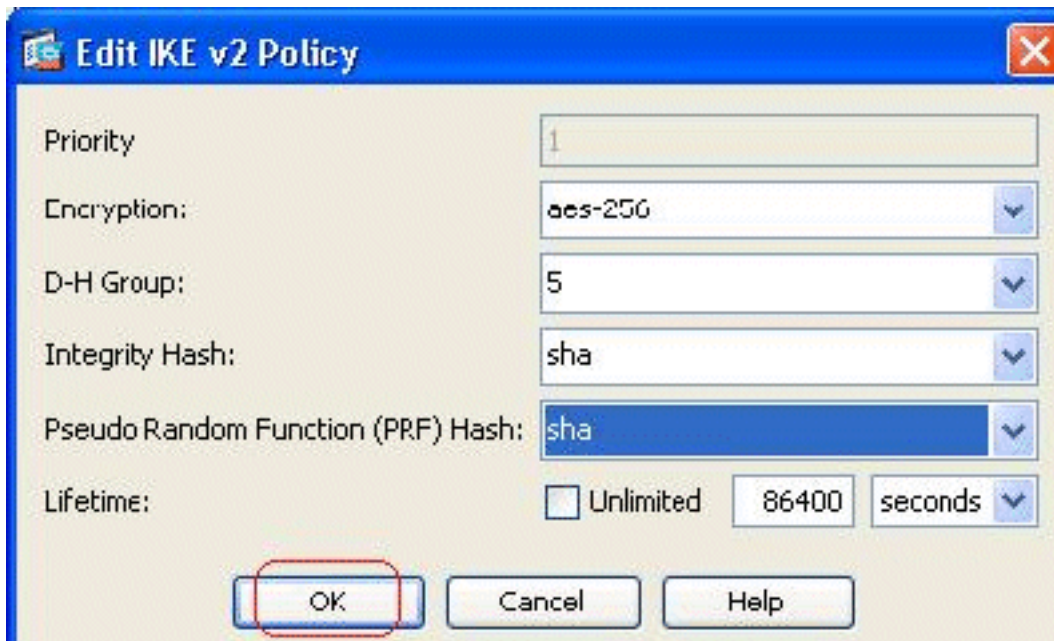 Edit IKE v2 Policy
Priority 1
Encryption: aes-256
D-H Group: 5
Integrity Hash: sha
Pseudo Random Function (PRF) Hash: sha
Lifetime: Unlimited 86400 seconds
OK Cancel Help